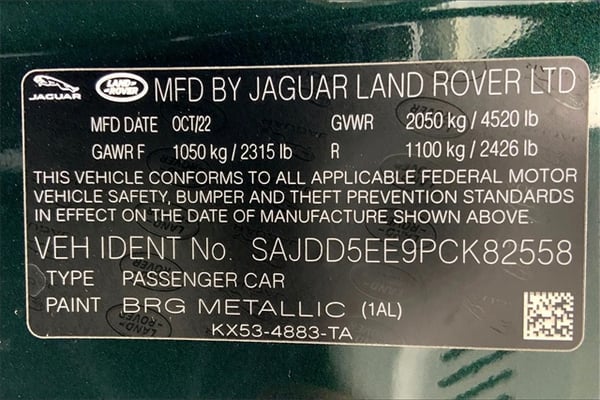 JAGUAR LAND ROVER MFD BY JAGUAR LAND ROVER LTD
MFD DATE OCT/22 GVWR 2050 kg / 4520 lb
GAWR F 1050 kg / 2315 lb R 1100 kg / 2426 lb
THIS VEHICLE CONFORMS TO ALL APPLICABLE FEDERAL MOTOR
VEHICLE SAFETY, BUMPER AND THEFT PREVENTION STANDARDS
IN EFFECT ON THE DATE OF MANUFACTURE SHOWN ABOVE.
VEH IDENT No. SAJDD5EE9PCK82558
TYPE PASSENGER CAR
PAINT BRG METALLIC (1AL)
KX53-4883-TA